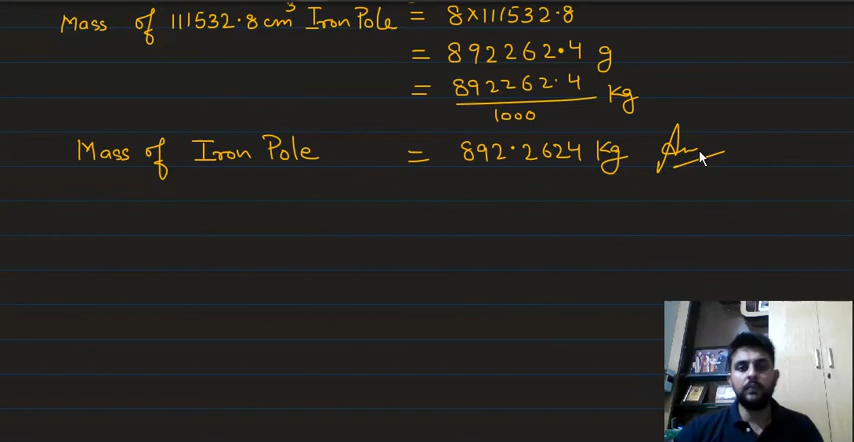 Mass of 111532.8 cm³ Iron Pole = 8×111532.8
= 892262.4 g
= 892262.4 / 1000 Kg
Mass of Iron Pole = 892.2624 Kg Ans